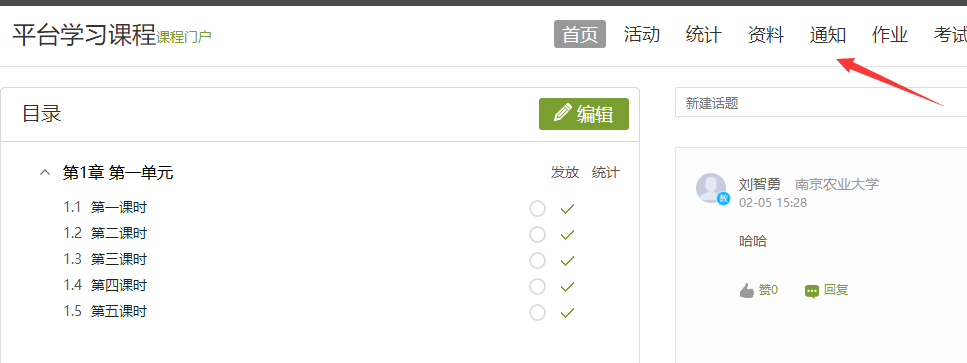 平台学习课程课程门户
首页 活动 统计 资料 通知 作业 考试
目录
编辑
第1章 第一单元 发放 统计
1.1 第一课时
1.2 第二课时
1.3 第三课时
1.4 第四课时
1.5 第五课时
新建话题
刘智勇 南京农业大学
教
02-05 15:28
哈哈
赞0 回复